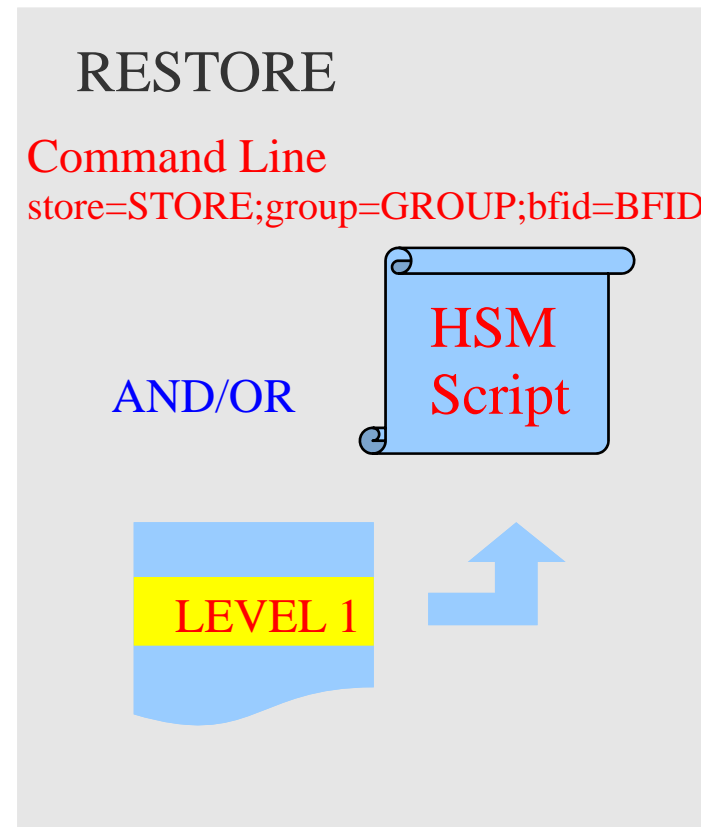 RESTORE
Command Line
store=STORE;group=GROUP;bfid=BFID
HSM
Script
AND/OR
LEVEL 1